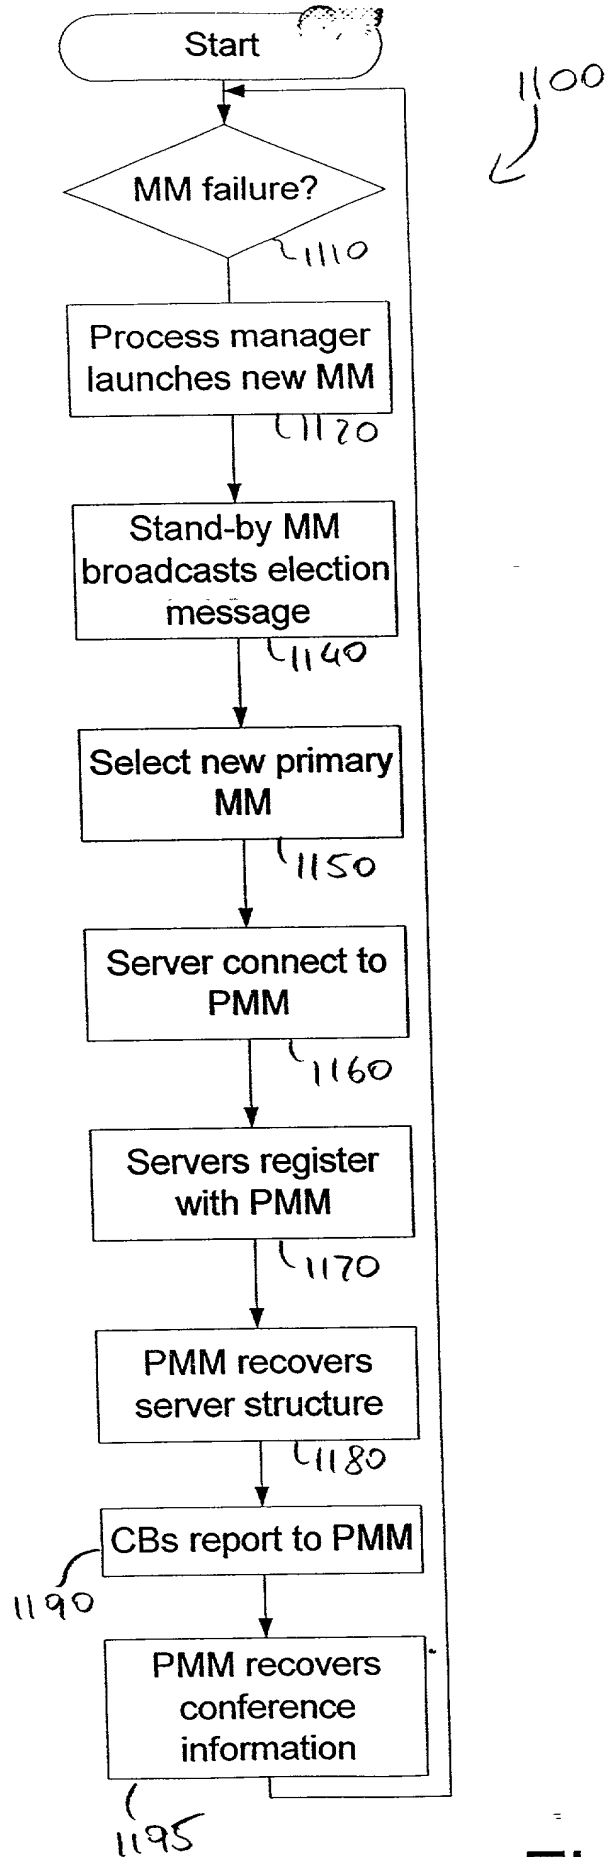 Start
1100
MM failure?
1110
Process manager
launches new MM
1120
Stand-by MM
broadcasts election
message
1140
Select new primary
MM
1150
Server connect to
PMM
1160
Servers register
with PMM
1170
PMM recovers
server structure
1180
CBs report to PMM
1190
PMM recovers
conference
information
1195